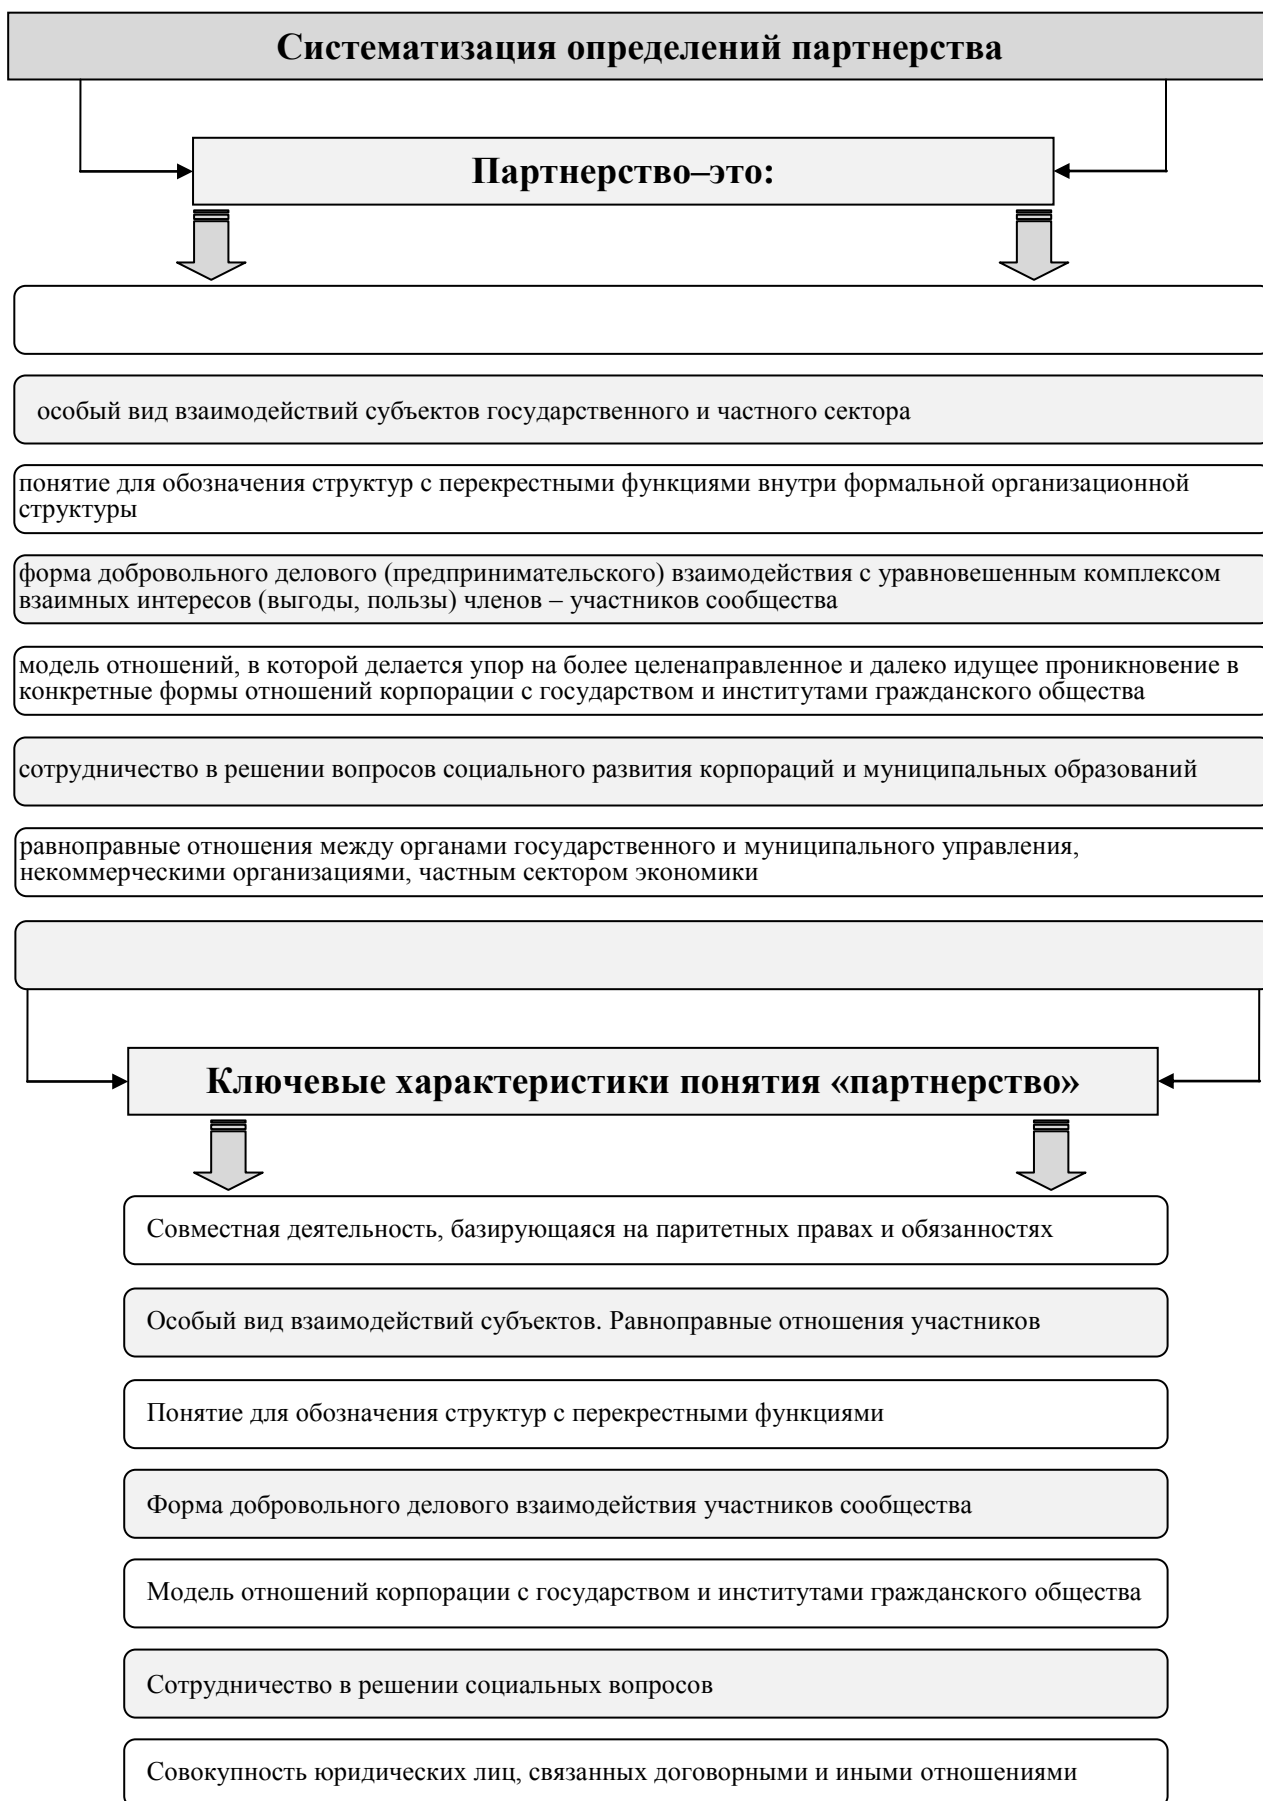 Систематизация определений партнерства
Партнерство–это:
особый вид взаимодействий субъектов государственного и частного сектора
понятие для обозначения структур с перекрестными функциями внутри формальной организационной
структуры
форма добровольного делового (предпринимательского) взаимодействия с уравновешенным комплексом
взаимных интересов (выгоды, пользы) членов – участников сообщества
модель отношений, в которой делается упор на более целенаправленное и далеко идущее проникновение в
конкретные формы отношений корпорации с государством и институтами гражданского общества
сотрудничество в решении вопросов социального развития корпораций и муниципальных образований
равноправные отношения между органами государственного и муниципального управления,
некоммерческими организациями, частным сектором экономики
Ключевые характеристики понятия «партнерство»
Совместная деятельность, базирующаяся на паритетных правах и обязанностях
Особый вид взаимодействий субъектов. Равноправные отношения участников
Понятие для обозначения структур с перекрестными функциями
Форма добровольного делового взаимодействия участников сообщества
Модель отношений корпорации с государством и институтами гражданского общества
Сотрудничество в решении социальных вопросов
Совокупность юридических лиц, связанных договорными и иными отношениями